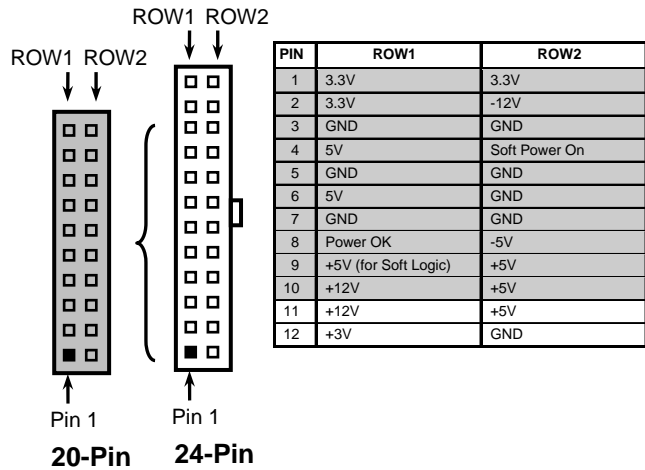 ROW1 ROW2
ROW1 ROW2
PIN ROW1 ROW2
1 3.3V 3.3V
2 3.3V -12V
3 GND GND
4 5V Soft Power On
5 GND GND
6 5V GND
7 GND GND
8 Power OK -5V
9 +5V (for Soft Logic) +5V
10 +12V +5V
11 +12V +5V
12 +3V GND
Pin 1 Pin 1
20-Pin 24-Pin